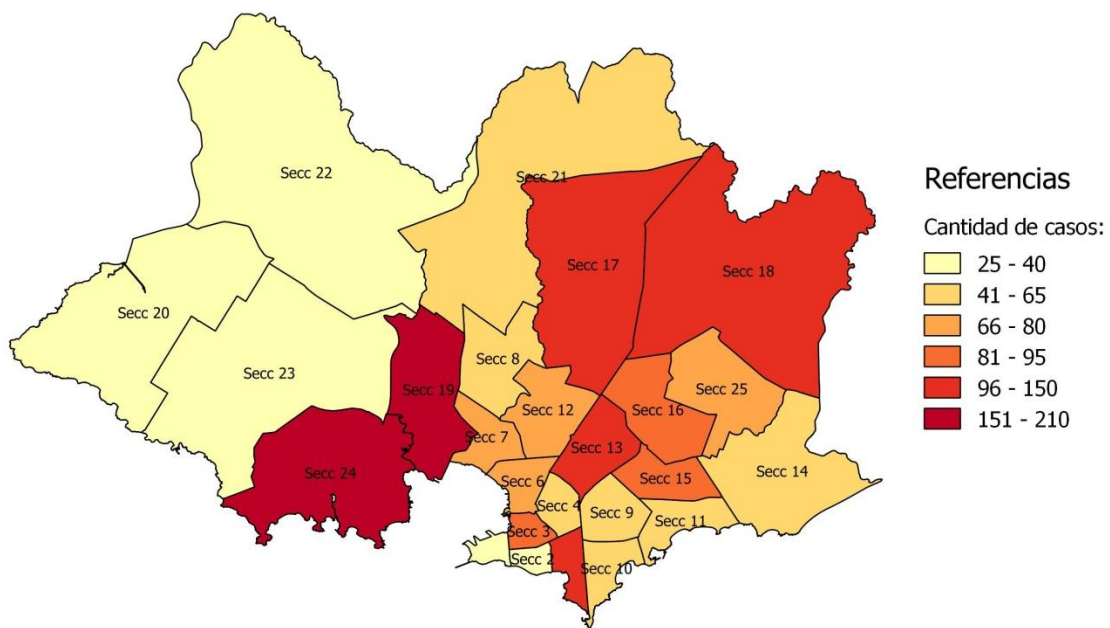 Secc 22
Secc 21
Secc 17
Secc 18
Secc 20
Secc 23
Secc 8
Secc 19
Secc 12
Secc 16
Secc 25
Secc 7
Secc 13
Secc 24
Secc 6
Secc 15
Secc 14
Secc 4
Secc 9
Secc 11
Secc 3
Secc 2
Secc 10
Referencias
Cantidad de casos:
25 - 40
41 - 65
66 - 80
81 - 95
96 - 150
151 - 210